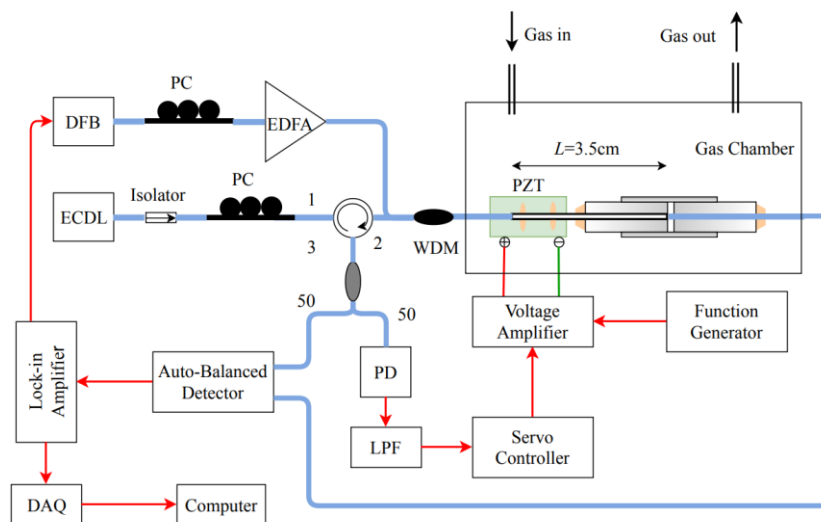 Gas in
Gas out
PC
DFB
EDFA
L=3.5cm
Gas Chamber
Isolator
PC
PZT
ECDL
1
2
3
WDM
⊕
⊖
50
50
Voltage
Amplifier
Function
Generator
Lock-in
Amplifier
Auto-Balanced
Detector
PD
LPF
Servo
Controller
DAQ
Computer